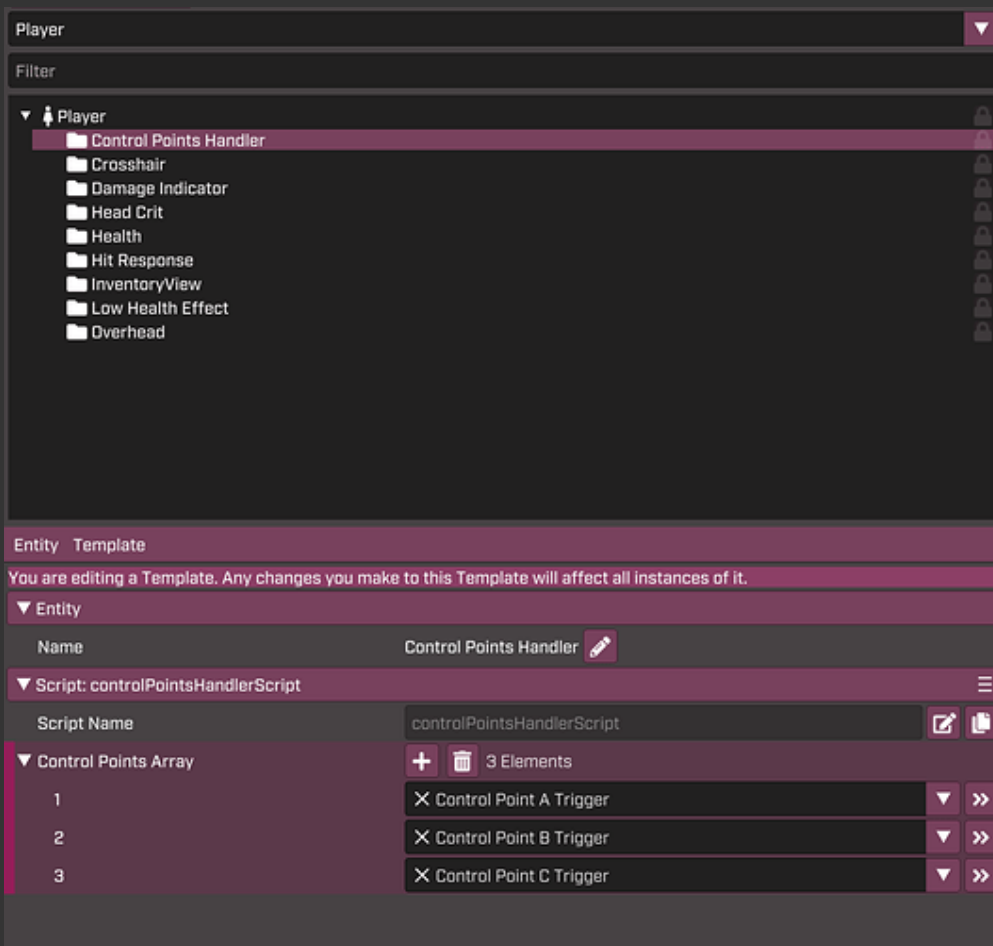 Player
Filter
Player
Control Points Handler
Crosshair
Damage Indicator
Head Crit
Health
Hit Response
InventoryView
Low Health Effect
Overhead
Entity Template
You are editing a Template. Any changes you make to this Template will affect all instances of it.
Entity
Name Control Points Handler
Script: controlPointsHandlerScript
Script Name controlPointsHandlerScript
Control Points Array 3 Elements
1 Control Point A Trigger
2 Control Point B Trigger
3 Control Point C Trigger